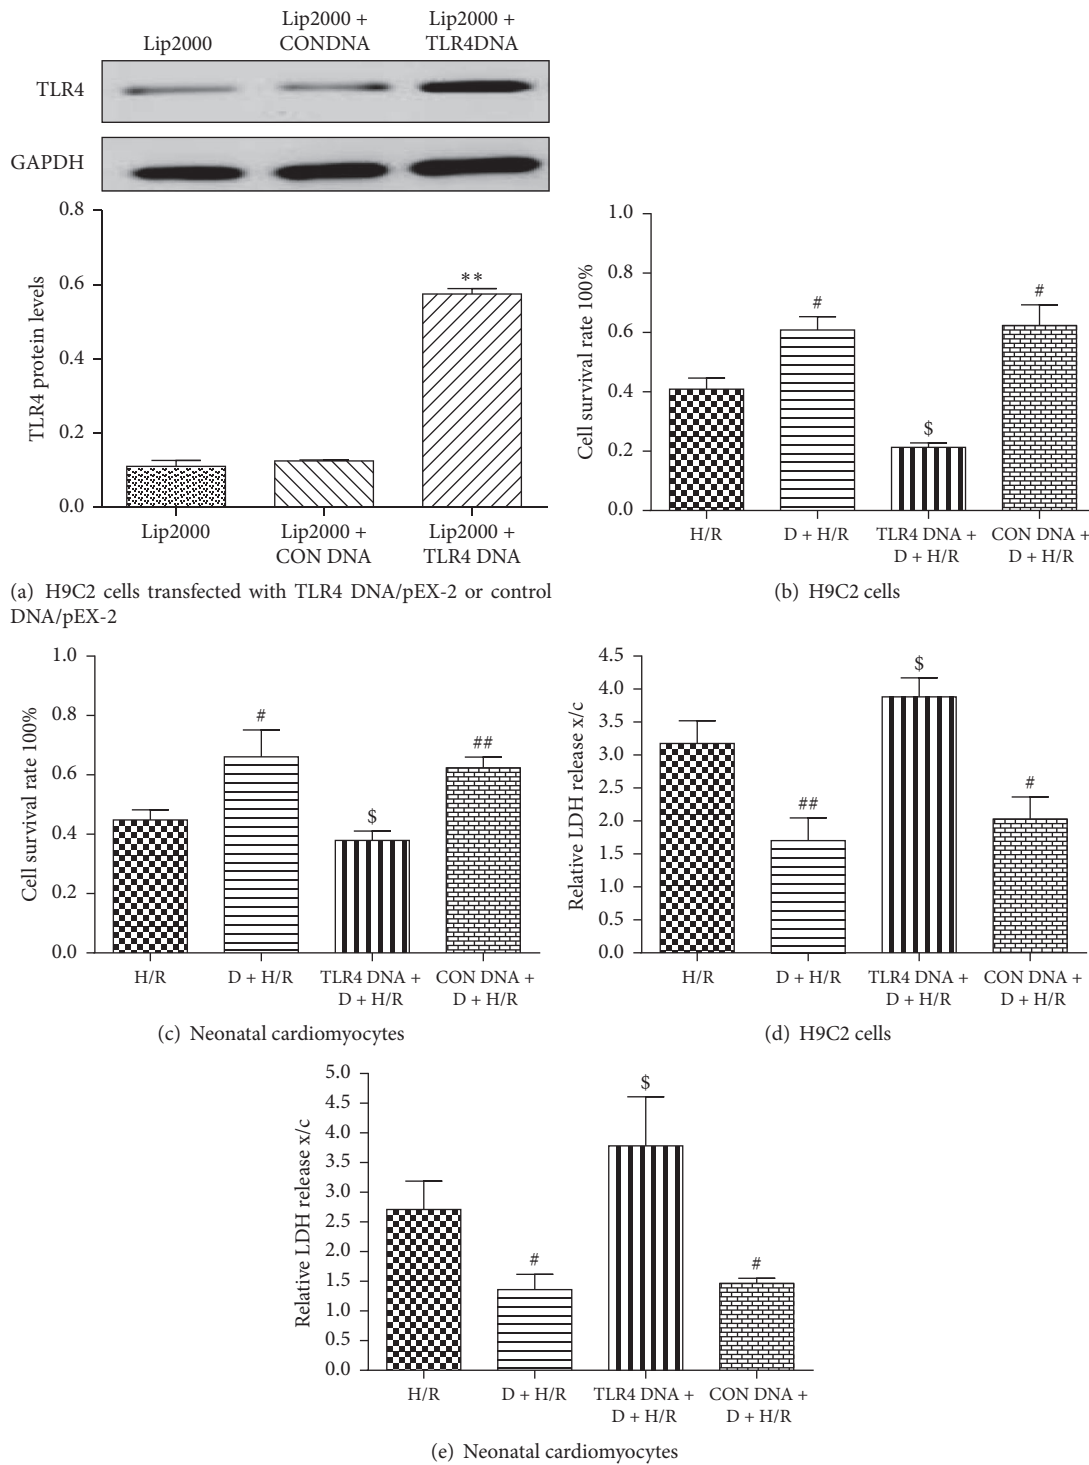 Lip2000
Lip2000 +
CONDNA
Lip2000 +
TLR4DNA
TLR4
GAPDH
TLR4 protein levels
0.8
0.6
0.4
0.2
0.0
**
Lip2000
Lip2000 +
CON DNA
Lip2000 +
TLR4 DNA
(a) H9C2 cells transfected with TLR4 DNA/pEX-2 or control
DNA/pEX-2
Cell survival rate 100%
1.0
0.8
0.6
0.4
0.2
0.0
#
$
#
H/R
D + H/R
TLR4 DNA +
D + H/R
CON DNA +
D + H/R
(b) H9C2 cells
Cell survival rate 100%
1.0
0.8
0.6
0.4
0.2
0.0
#
$
##
H/R
D + H/R
TLR4 DNA +
D + H/R
CON DNA +
D + H/R
(c) Neonatal cardiomyocytes
Relative LDH release x/c
4.5
4.0
3.5
3.0
2.5
2.0
1.5
1.0
0.5
0.0
##
$
#
H/R
D + H/R
TLR4 DNA +
D + H/R
CON DNA +
D + H/R
(d) H9C2 cells
Relative LDH release x/c
5.0
4.5
4.0
3.5
3.0
2.5
2.0
1.5
1.0
0.5
0.0
#
$
#
H/R
D + H/R
TLR4 DNA +
D + H/R
CON DNA +
D + H/R
(e) Neonatal cardiomyocytes